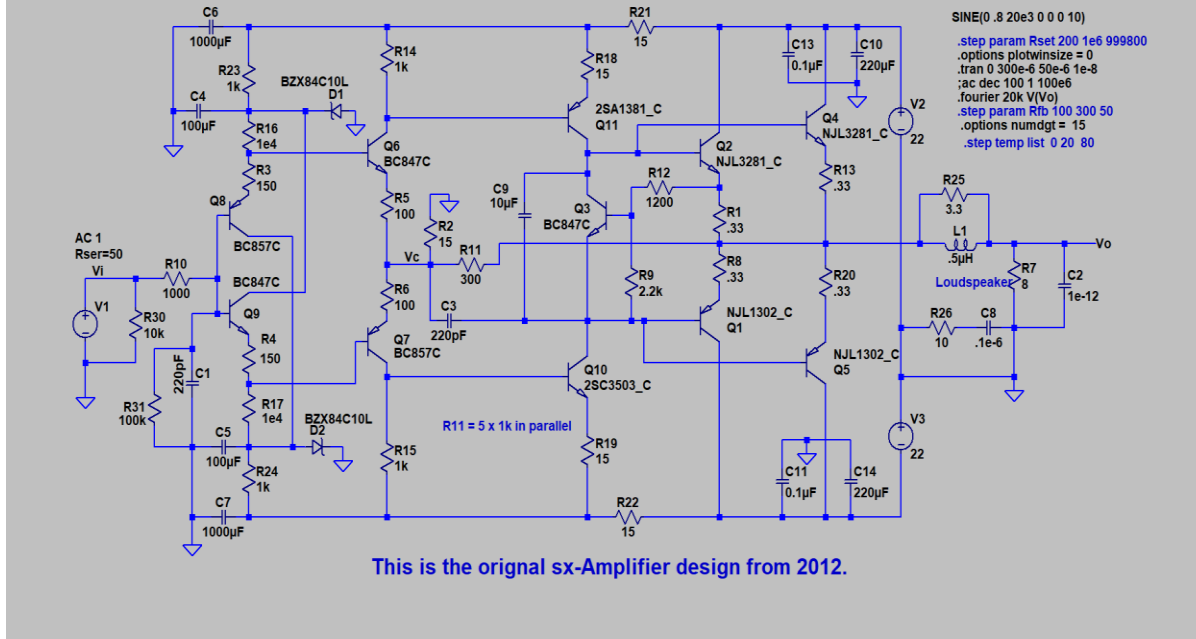 C6
1000µF
R21
15
SINE(0 .8 20e3 0 0 0 10)
.step param Rset 200 1e6 999800
.options plotwinsize = 0
.tran 0 300e-6 50e-6 1e-8
;ac dec 100 1 100e6
.fourier 20k V(Vo)
.step param Rfb 100 300 50
.options numdgt = 15
.step temp list 0 20 80
R14
1k
C13
0.1µF
C10
220µF
R18
15
R23
1k
BZX84C10L
D1
C4
100µF
2SA1381_C
Q11
V2
22
R16
1e4
Q6
BC847C
Q2
NJL3281_C
Q4
NJL3281_C
R3
150
R12
1200
R13
.33
Q8
BC857C
R5
100
C9
10µF
Q3
BC847C
R1
.33
R25
3.3
R2
15
L1
.5µH
AC 1
Rser=50
Vi
R10
1000
Vc
R11
300
Vo
V1
BC847C
Q9
R9
2.2k
R8
.33
R20
.33
Loudspeaker
R7
8
C2
1e-12
R30
10k
R6
100
C3
220pF
NJL1302_C
Q1
R26
10
C8
.1e-6
R4
150
Q7
BC857C
NJL1302_C
Q5
220pF
C1
Q10
2SC3503_C
R31
100k
R17
1e4
BZX84C10L
D2
R11 = 5 x 1k in parallel
V3
22
C5
100µF
R15
1k
R19
15
R24
1k
C11
0.1µF
C14
220µF
C7
1000µF
R22
15
This is the orignal sx-Amplifier design from 2012.